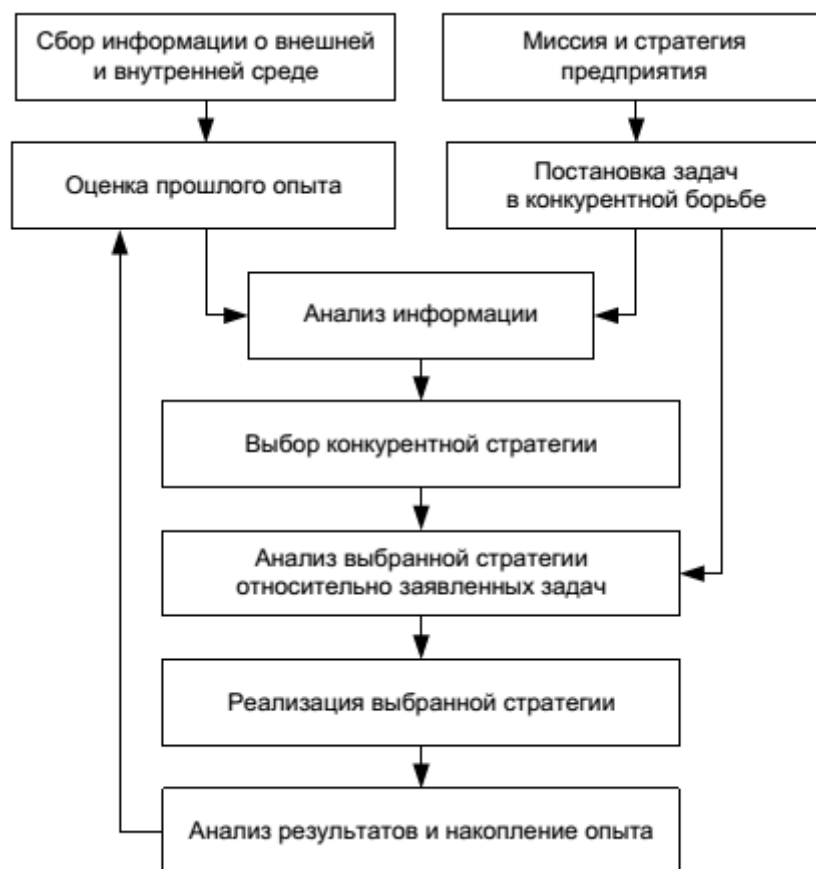 Сбор информации о внешней
и внутренней среде
Миссия и стратегия
предприятия
Оценка прошлого опыта
Постановка задач
в конкурентной борьбе
Анализ информации
Выбор конкурентной стратегии
Анализ выбранной стратегии
относительно заявленных задач
Реализация выбранной стратегии
Анализ результатов и накопление опыта